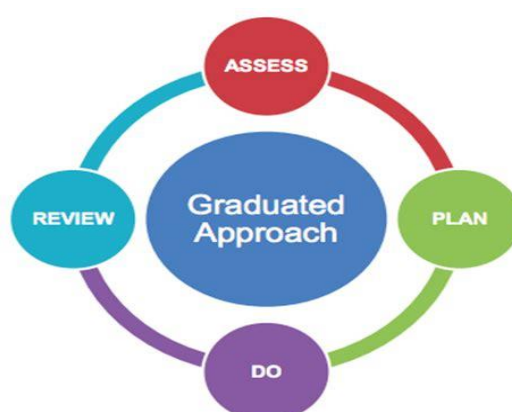 ASSESS
REVIEW
Graduated
Approach
PLAN
DO